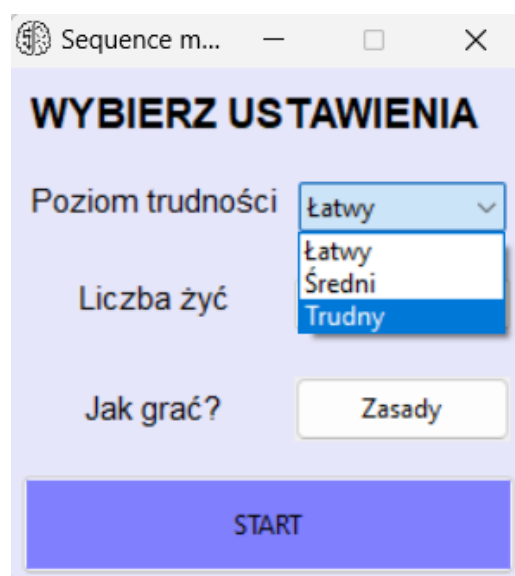 Sequence m...
WYBIERZ USTAWIENIA
Poziom trudności Łatwy
Łatwy
Średni
Trudny
Liczba żyć
Jak grać? Zasady
START